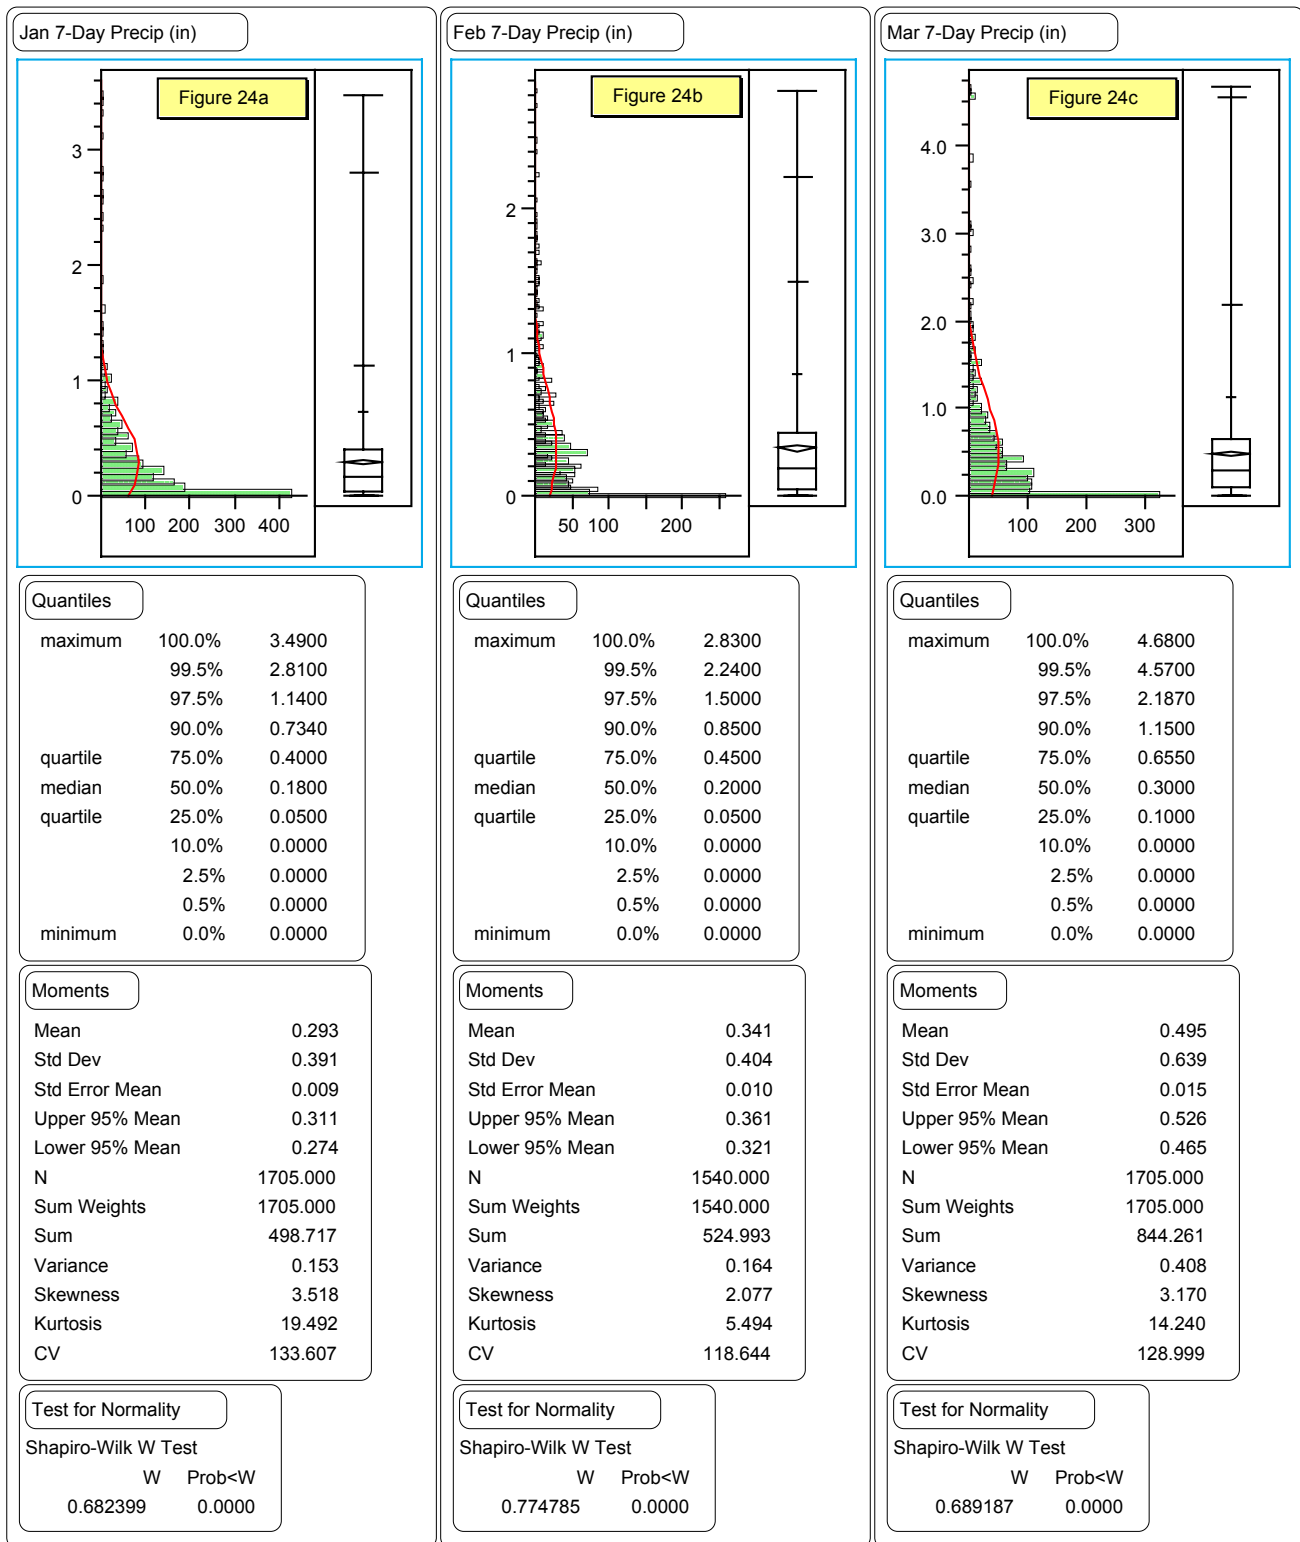 Jan 7-Day Precip (in)
Figure 24a
3
2
1
0
100 200 300 400
Quantiles
maximum 100.0% 3.4900
99.5% 2.8100
97.5% 1.1400
90.0% 0.7340
quartile 75.0% 0.4000
median 50.0% 0.1800
quartile 25.0% 0.0500
10.0% 0.0000
2.5% 0.0000
0.5% 0.0000
minimum 0.0% 0.0000
Moments
Mean 0.293
Std Dev 0.391
Std Error Mean 0.009
Upper 95% Mean 0.311
Lower 95% Mean 0.274
N 1705.000
Sum Weights 1705.000
Sum 498.717
Variance 0.153
Skewness 3.518
Kurtosis 19.492
CV 133.607
Test for Normality
Shapiro-Wilk W Test
W Prob<W
0.682399 0.0000
Feb 7-Day Precip (in)
Figure 24b
2
1
0
50 100 200
Quantiles
maximum 100.0% 2.8300
99.5% 2.2400
97.5% 1.5000
90.0% 0.8500
quartile 75.0% 0.4500
median 50.0% 0.2000
quartile 25.0% 0.0500
10.0% 0.0000
2.5% 0.0000
0.5% 0.0000
minimum 0.0% 0.0000
Moments
Mean 0.341
Std Dev 0.404
Std Error Mean 0.010
Upper 95% Mean 0.361
Lower 95% Mean 0.321
N 1540.000
Sum Weights 1540.000
Sum 524.993
Variance 0.164
Skewness 2.077
Kurtosis 5.494
CV 118.644
Test for Normality
Shapiro-Wilk W Test
W Prob<W
0.774785 0.0000
Mar 7-Day Precip (in)
Figure 24c
4.0
3.0
2.0
1.0
0.0
100 200 300
Quantiles
maximum 100.0% 4.6800
99.5% 4.5700
97.5% 2.1870
90.0% 1.1500
quartile 75.0% 0.6550
median 50.0% 0.3000
quartile 25.0% 0.1000
10.0% 0.0000
2.5% 0.0000
0.5% 0.0000
minimum 0.0% 0.0000
Moments
Mean 0.495
Std Dev 0.639
Std Error Mean 0.015
Upper 95% Mean 0.526
Lower 95% Mean 0.465
N 1705.000
Sum Weights 1705.000
Sum 844.261
Variance 0.408
Skewness 3.170
Kurtosis 14.240
CV 128.999
Test for Normality
Shapiro-Wilk W Test
W Prob<W
0.689187 0.0000